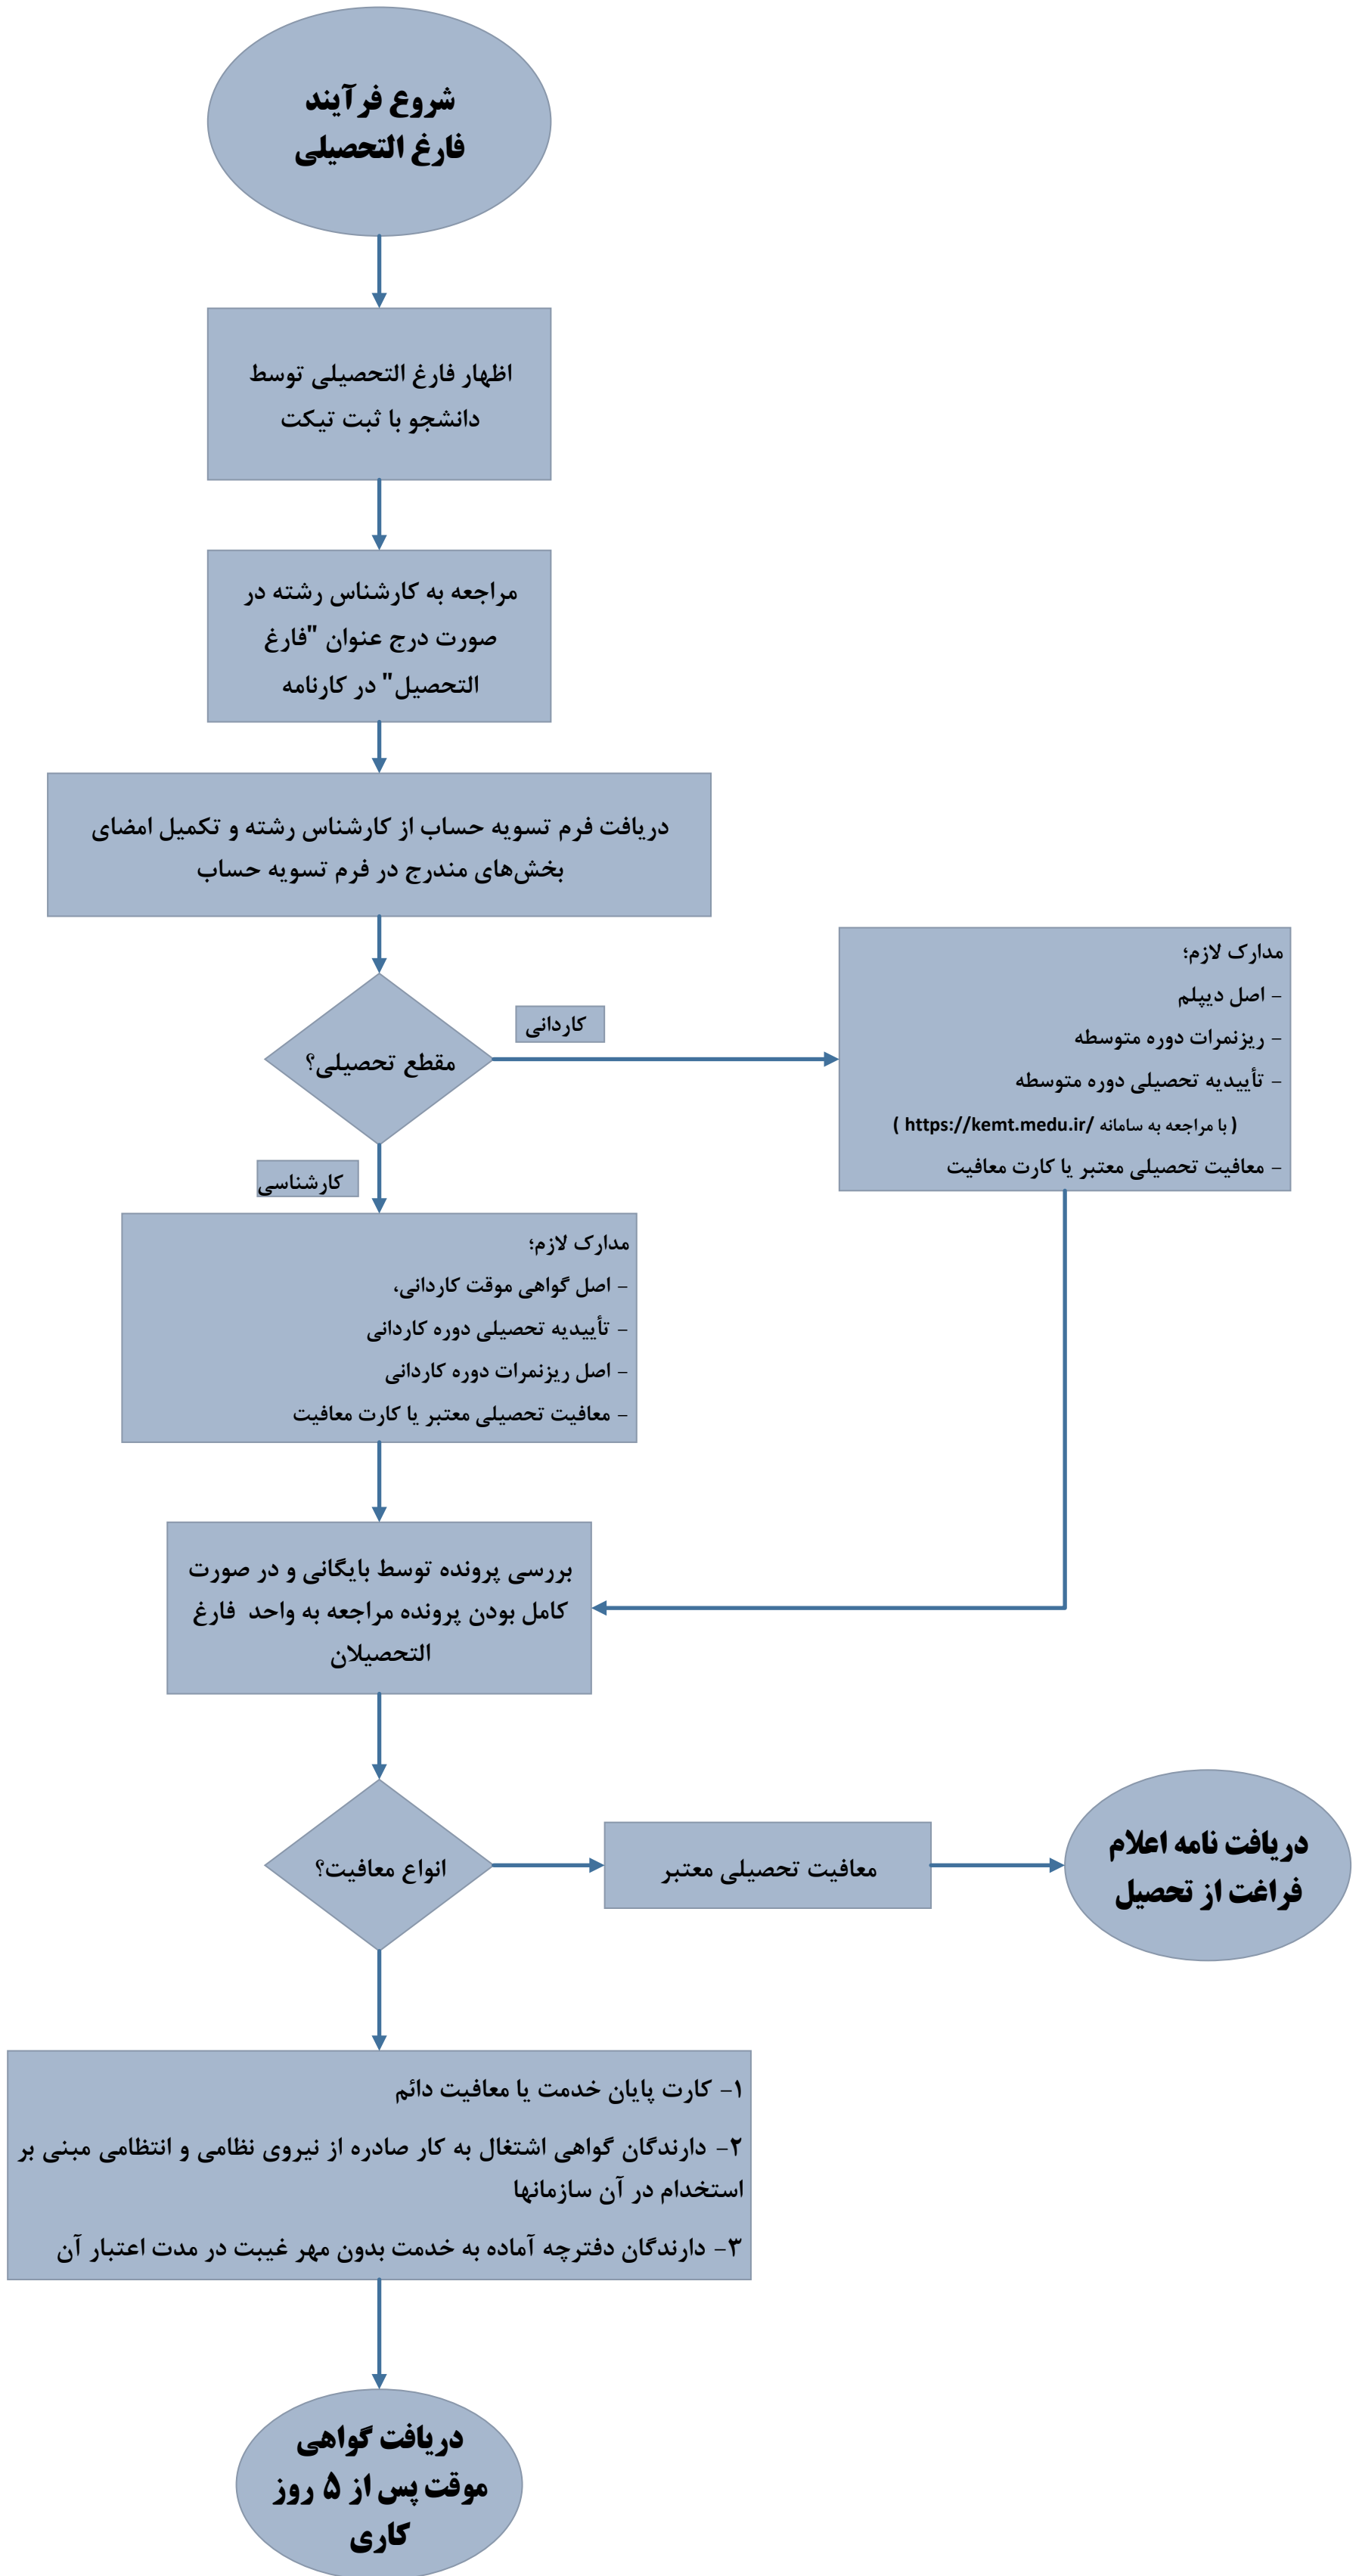 شروع فرآیند
فارغ التحصیلی
اظهار فارغ التحصیلی توسط
دانشجو با ثبت تیکت
مراجعه به کارشناس رشته در
صورت درج عنوان "فارغ
التحصیل" در کارنامه
دریافت فرم تسویه حساب از کارشناس رشته و تکمیل امضای
بخش‌های مندرج در فرم تسویه حساب
مقطع تحصیلی؟
کاردانی
مدارک لازم؛
- اصل دیپلم
- ریزنمرات دوره متوسطه
- تأییدیه تحصیلی دوره متوسطه
( با مراجعه به سامانه https://kemt.medu.ir/ )
- معافیت تحصیلی معتبر یا کارت معافیت
کارشناسی
مدارک لازم؛
- اصل گواهی موقت کاردانی،
- تأییدیه تحصیلی دوره کاردانی
- اصل ریزنمرات دوره کاردانی
- معافیت تحصیلی معتبر یا کارت معافیت
بررسی پرونده توسط بایگانی و در صورت
کامل بودن پرونده مراجعه به واحد فارغ
التحصیلان
انواع معافیت؟
معافیت تحصیلی معتبر
دریافت نامه اعلام
فراغت از تحصیل
۱- کارت پایان خدمت یا معافیت دائم
۲- دارندگان گواهی اشتغال به کار صادره از نیروی نظامی و انتظامی مبنی بر
استخدام در آن سازمانها
۳- دارندگان دفترچه آماده به خدمت بدون مهر غیبت در مدت اعتبار آن
دریافت گواهی
موقت پس از ۵ روز
کاری